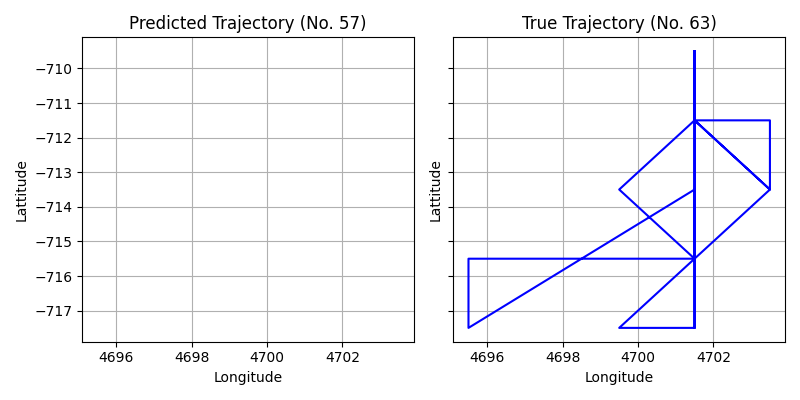 Predicted Trajectory (No. 57)
True Trajectory (No. 63)
Lattitude
−710
−711
−712
−713
−714
−715
−716
−717
4696
4698
4700
4702
Longitude
Lattitude
4696
4698
4700
4702
Longitude